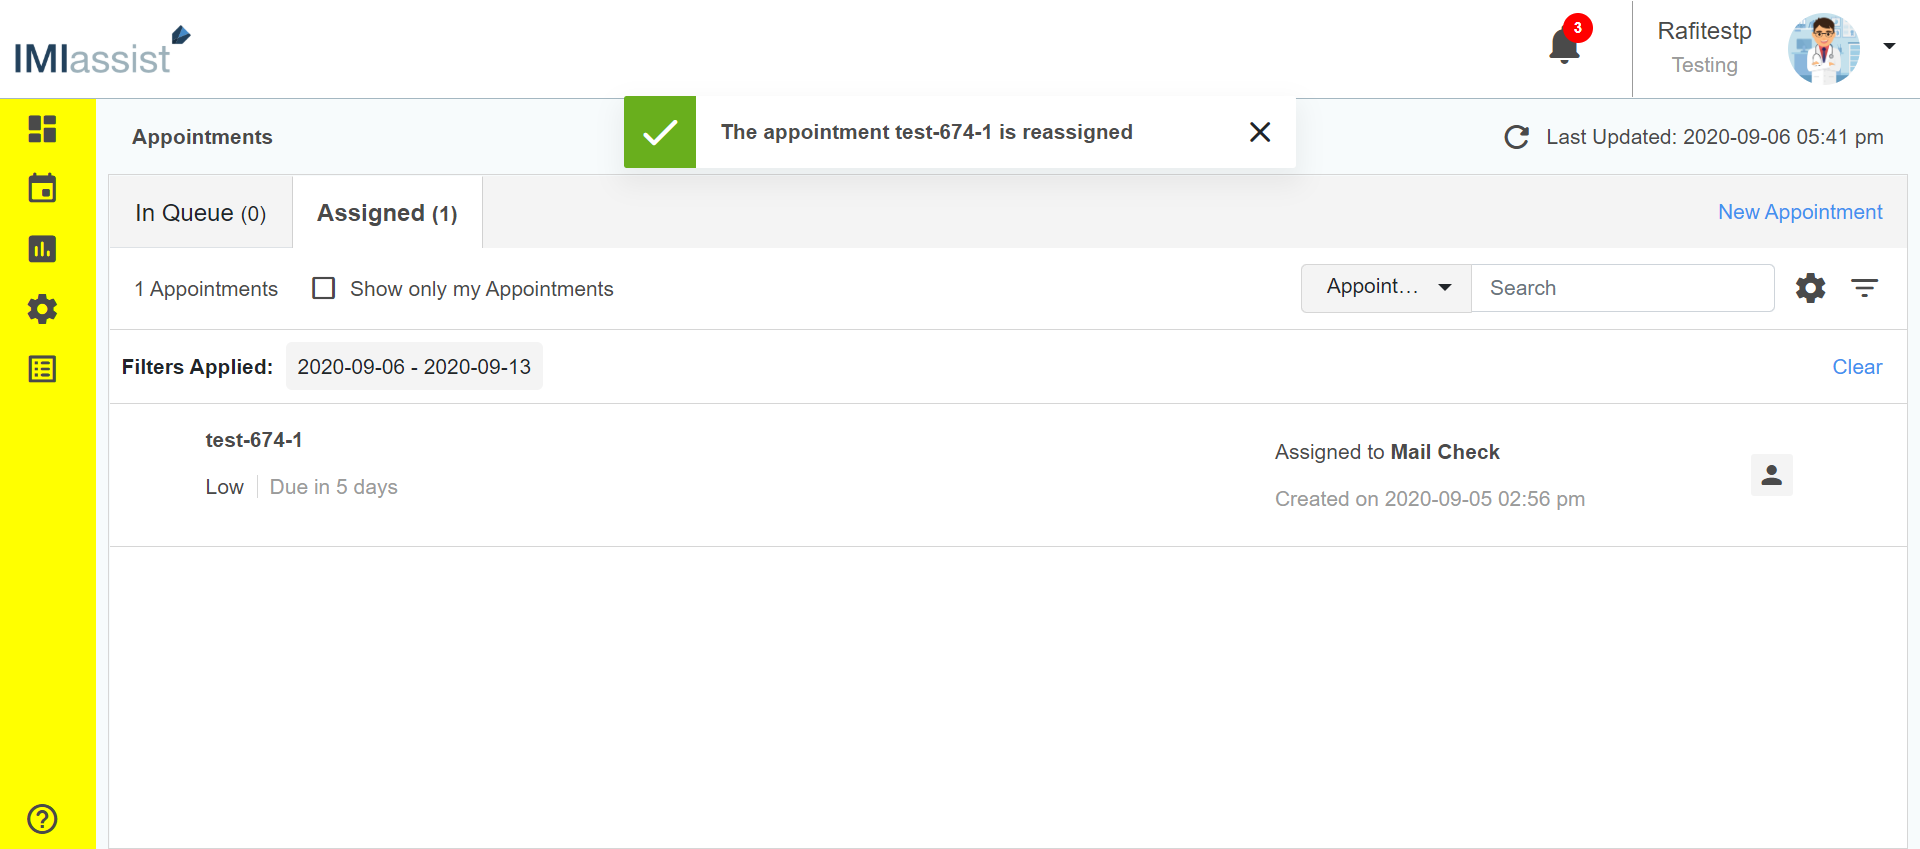 IMIassist
3
Rafitestp
Testing
Appointments
The appointment test-674-1 is reassigned
Last Updated: 2020-09-06 05:41 pm
In Queue (0)
Assigned (1)
New Appointment
1 Appointments
Show only my Appointments
Appoint...
Search
Filters Applied:
2020-09-06 - 2020-09-13
Clear
test-674-1
Low
Due in 5 days
Assigned to Mail Check
Created on 2020-09-05 02:56 pm